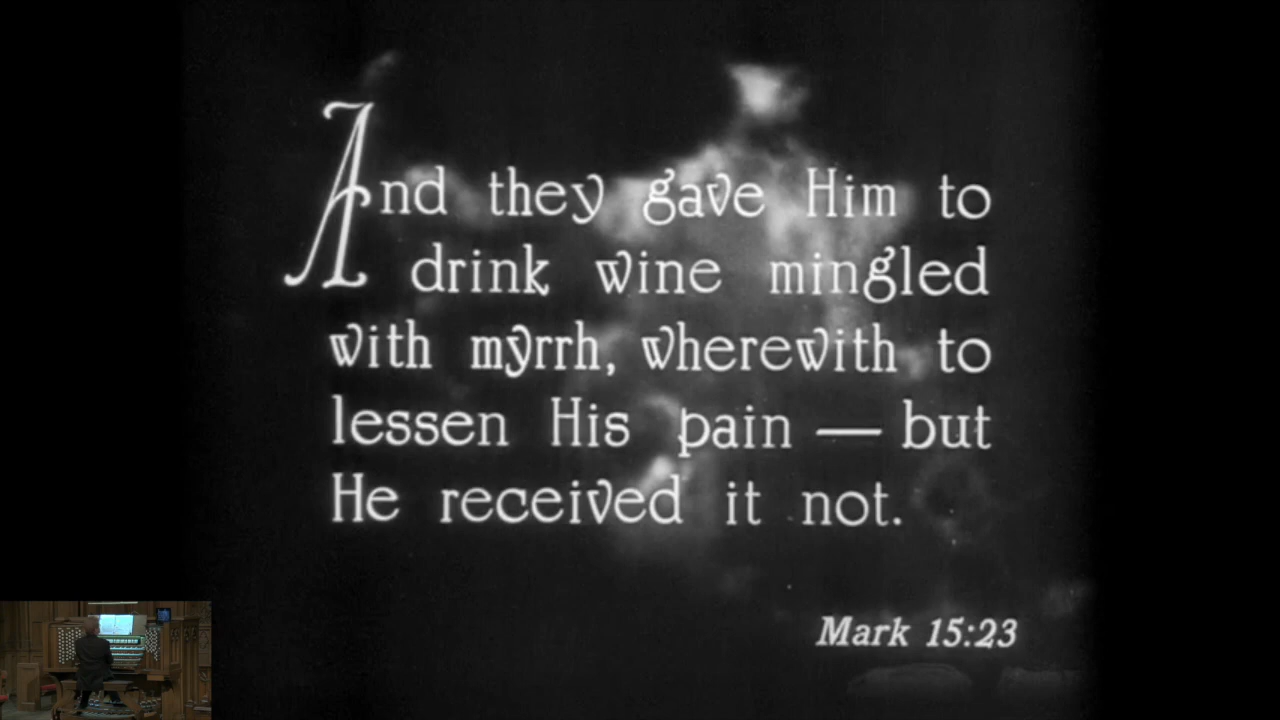 And they gave Him to
drink wine mingled
with myrrh, wherewith to
lessen His pain — but
He received it not.
Mark 15:23